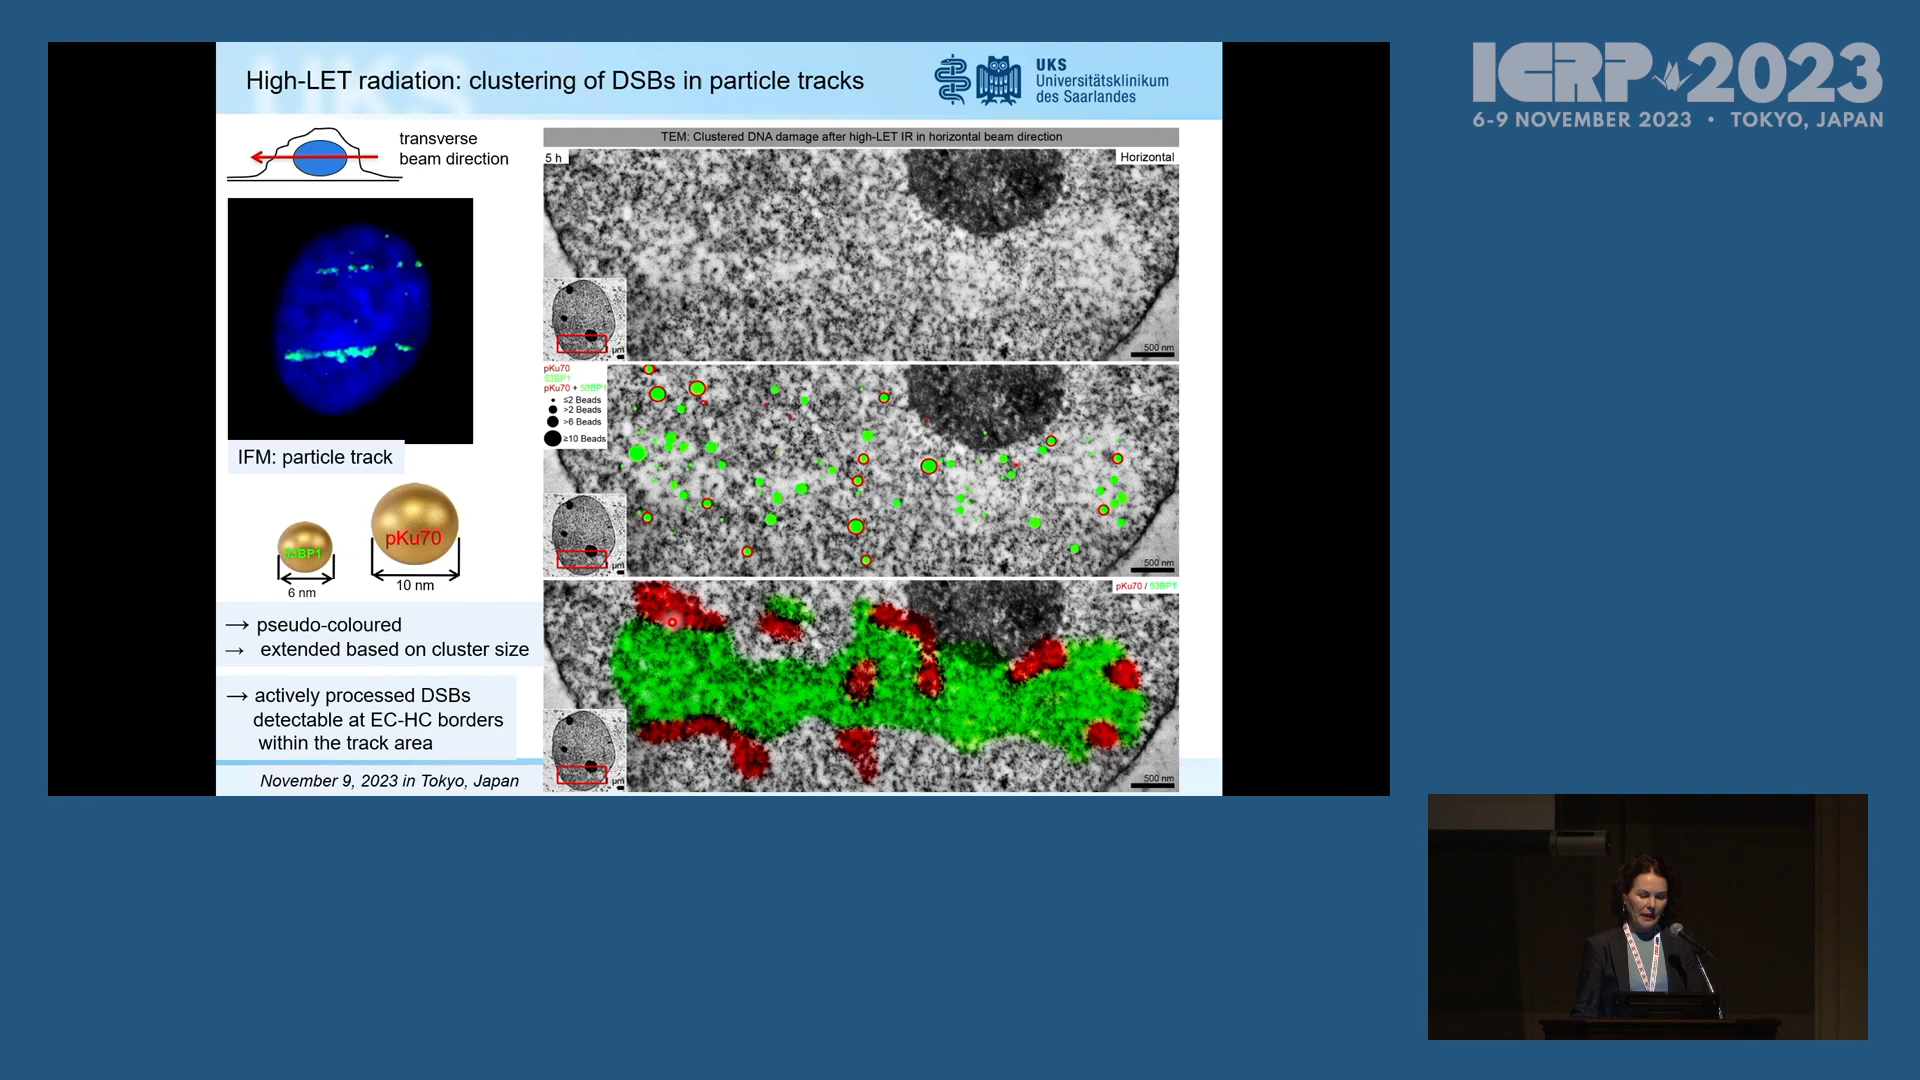 High-LET radiation: clustering of DSBs in particle tracks
UKS
Universitätsklinikum
des Saarlandes
ICRP 2023
6-9 NOVEMBER 2023 • TOKYO, JAPAN
transverse
beam direction
IFM: particle track
53BP1
pKu70
6 nm
10 nm
→ pseudo-coloured
→ extended based on cluster size
→ actively processed DSBs
detectable at EC-HC borders
within the track area
November 9, 2023 in Tokyo, Japan
TEM: Clustered DNA damage after high-LET IR in horizontal beam direction
5 h
Horizontal
µm
500 nm
pKu70
53BP1
pKu70 + 53BP1
≤2 Beads
>2 Beads
>6 Beads
≥10 Beads
µm
500 nm
pKu70 / 53BP1
µm
500 nm